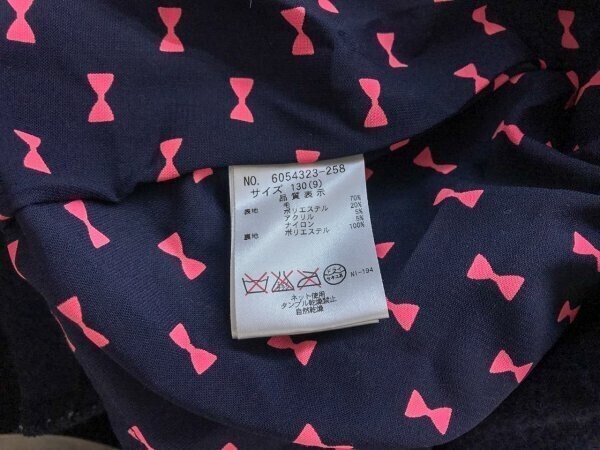 NO. 6054323-258
サイズ 130(9)
品質表示
表地 毛 70%
ポリエステル 20%
アクリル 5%
ナイロン 5%
裏地 ポリエステル 100%
NI-194
ネット使用
タンブル乾燥禁止
自然乾燥